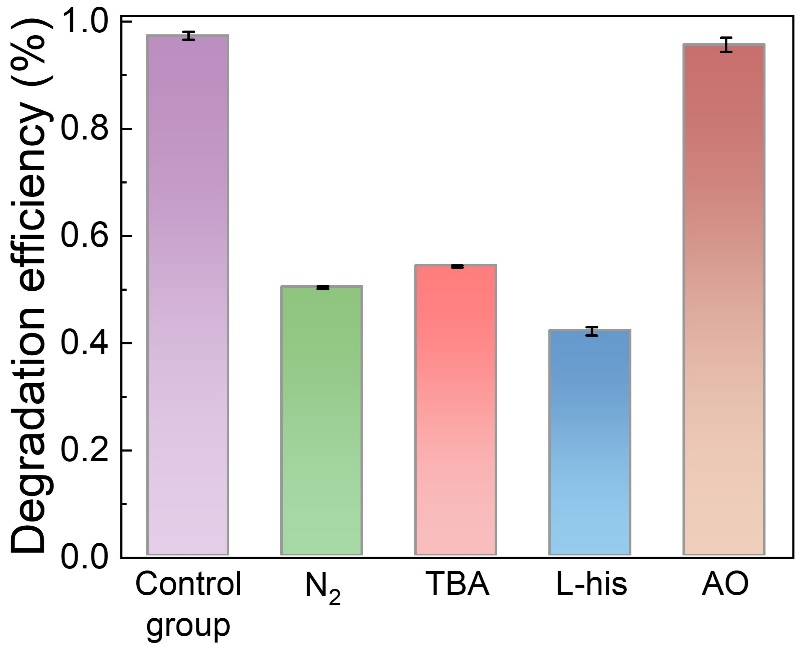 Degradation efficiency (%)
1.0
0.8
0.6
0.4
0.2
0.0
Control
group
N₂
TBA
L-his
AO